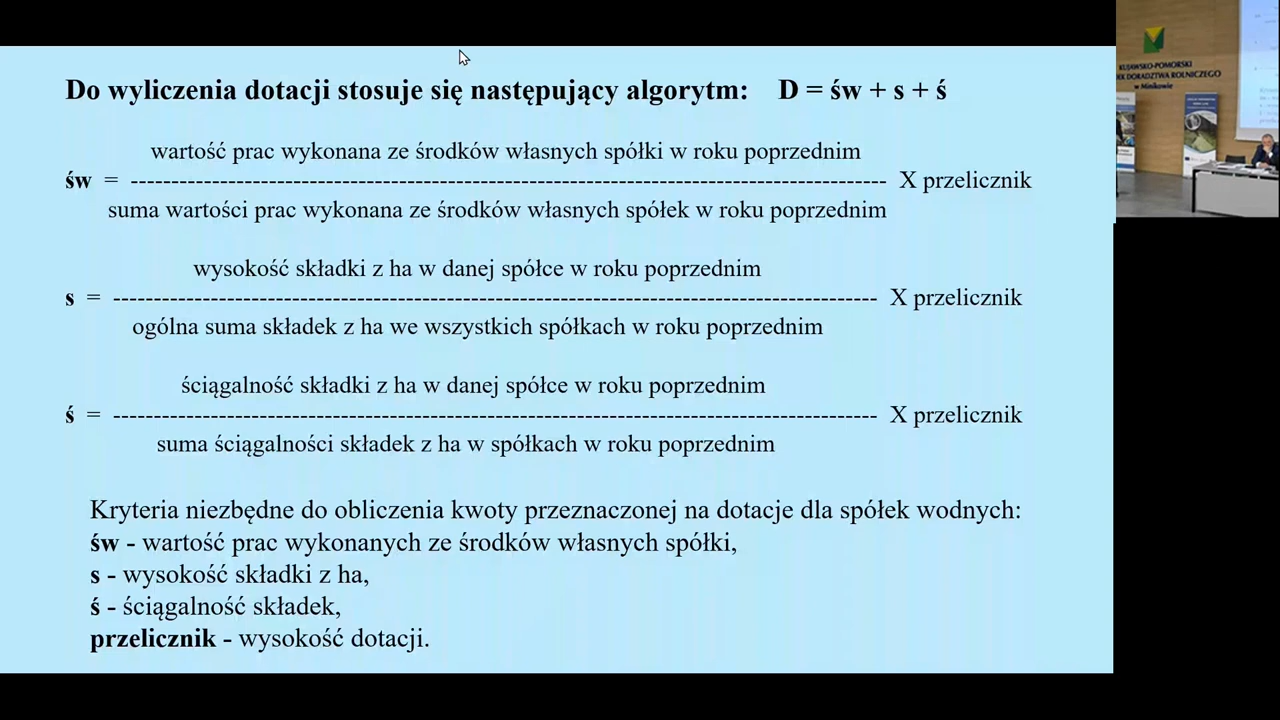 Do wyliczenia dotacji stosuje się następujący algorytm: D = św + s + ś
wartość prac wykonana ze środków własnych spółki w roku poprzednim
św = ---------------------------------------------------------------------------------------------- X przelicznik
suma wartości prac wykonana ze środków własnych spółek w roku poprzednim
wysokość składki z ha w danej spółce w roku poprzednim
s = ----------------------------------------------------------------------------------------------- X przelicznik
ogólna suma składek z ha we wszystkich spółkach w roku poprzednim
ściągalność składki z ha w danej spółce w roku poprzednim
ś = ----------------------------------------------------------------------------------------------- X przelicznik
suma ściągalności składek z ha w spółkach w roku poprzednim
Kryteria niezbędne do obliczenia kwoty przeznaczonej na dotacje dla spółek wodnych:
św - wartość prac wykonanych ze środków własnych spółki,
s - wysokość składki z ha,
ś - ściągalność składek,
przelicznik - wysokość dotacji.
KUJAWSKO-POMORSKI
DORADZTWA ROLNICZEGO
w Minikowie